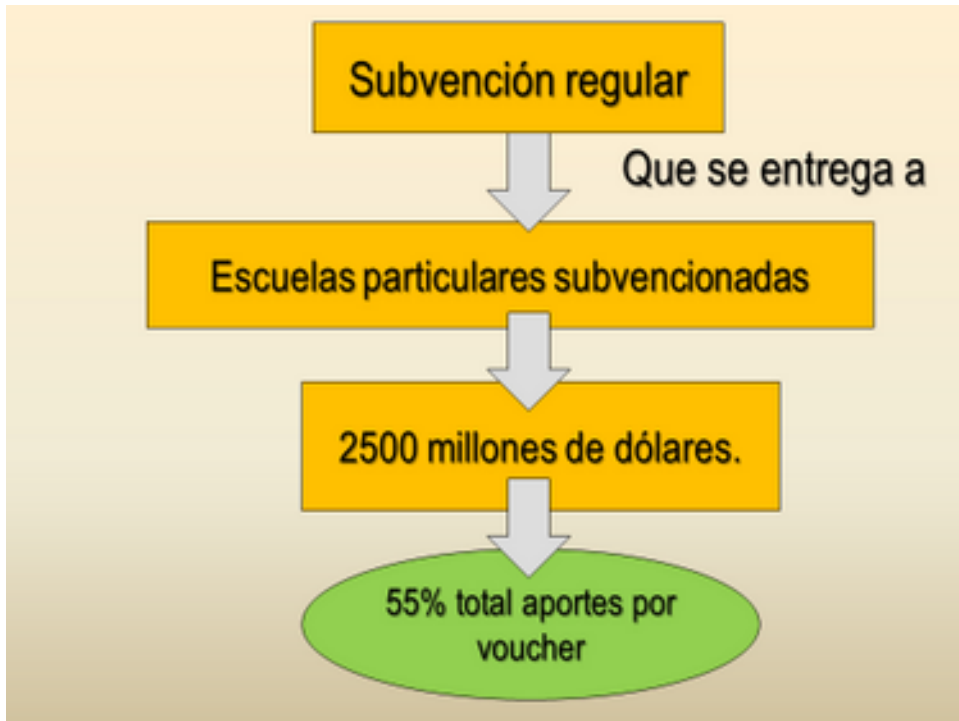 Subvención regular
Que se entrega a
Escuelas particulares subvencionadas
2500 millones de dólares.
55% total aportes por
voucher